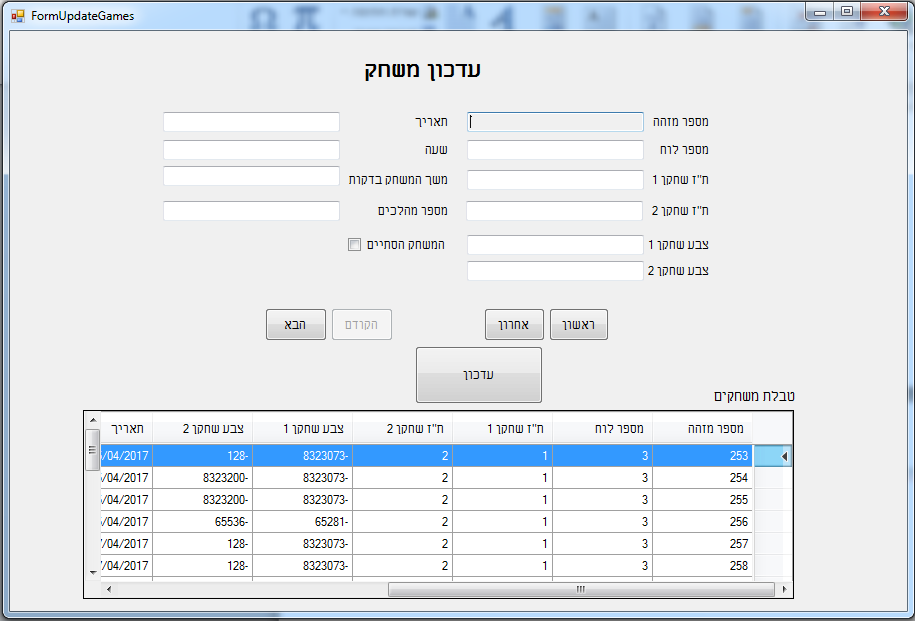 FormUpdateGames
עדכון משחק
מספר מזהה תאריך
מספר לוח שעה
ת"ז שחקן 1 משך המשחק בדקות
ת"ז שחקן 2 מספר מהלכים
צבע שחקן 1 המשחק הסתיים
צבע שחקן 2
ראשון אחרון הקודם הבא
עדכון
טבלת משחקים
מספר מזהה מספר לוח ת"ז שחקן 1 ת"ז שחקן 2 צבע שחקן 1 צבע שחקן 2 תאריך
253 3 1 2 8323073- 128- /04/2017
254 3 1 2 8323073- 8323200- /04/2017
255 3 1 2 8323073- 8323200- /04/2017
256 3 1 2 65281- 65536- /04/2017
257 3 1 2 8323073- 128- /04/2017
258 3 1 2 8323073- 128- /04/2017